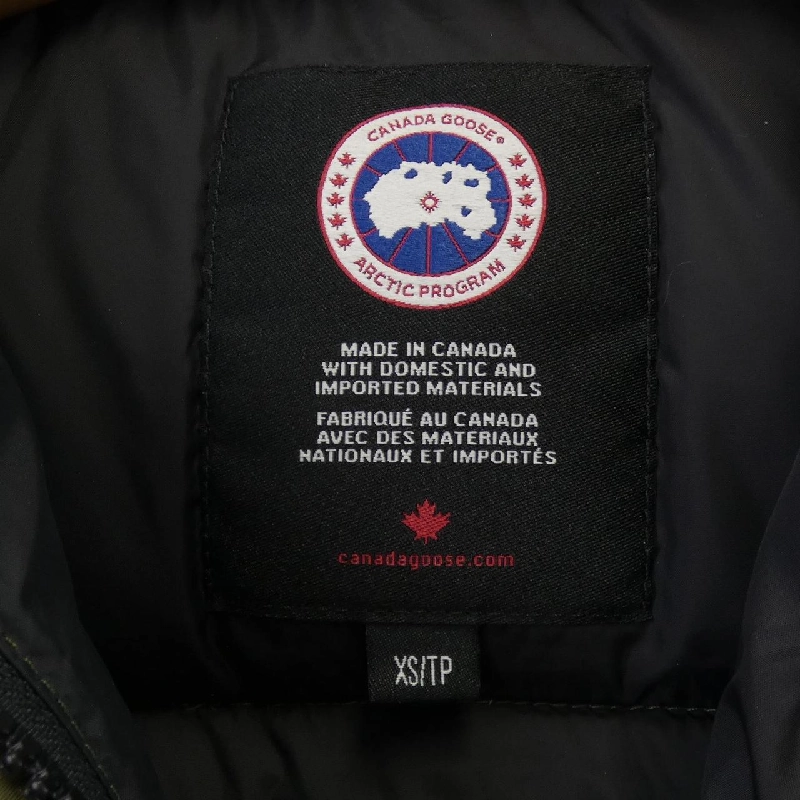 CANADA GOOSE®
ARCTIC PROGRAM
MADE IN CANADA
WITH DOMESTIC AND
IMPORTED MATERIALS
FABRIQUÉ AU CANADA
AVEC DES MATERIAUX
NATIONAUX ET IMPORTÉS
canadagoose.com
XS/TP